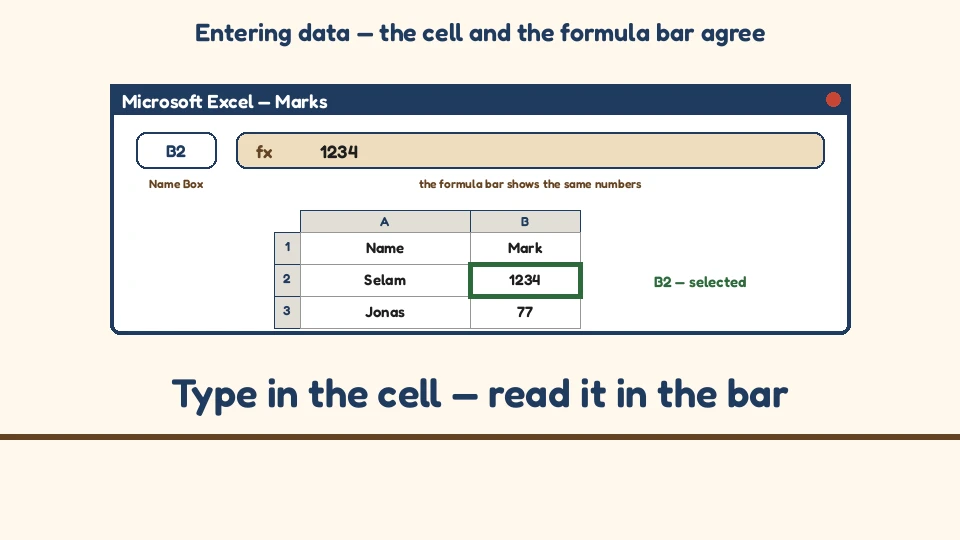 Entering data — the cell and the formula bar agree
Microsoft Excel — Marks
B2 fx 1234
Name Box the formula bar shows the same numbers
A B
1 Name Mark
2 Selam 1234 B2 — selected
3 Jonas 77
Type in the cell — read it in the bar